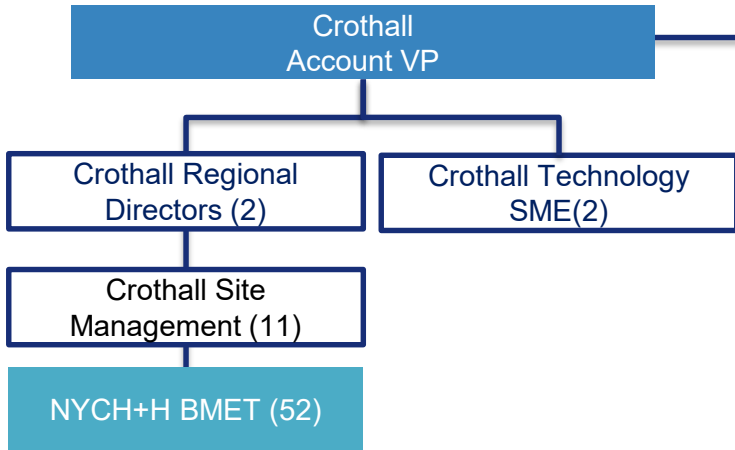 Crothall
Account VP
Crothall Regional
Directors (2)
Crothall Technology
SME(2)
Crothall Site
Management (11)
NYCH+H BMET (52)